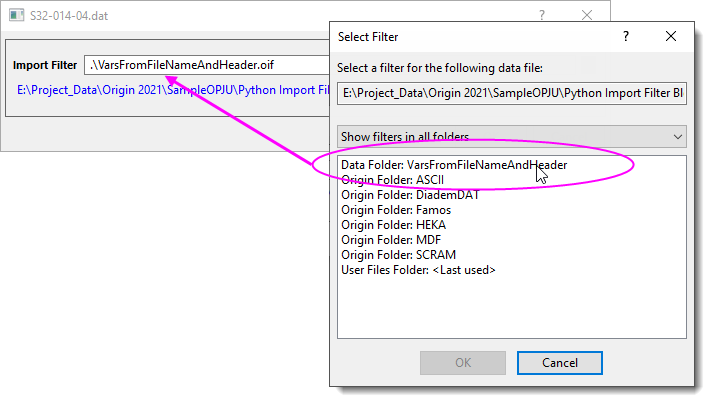 S32-014-04.dat
Import Filter .\VarsFromFileNameAndHeader.oif
E:\Project_Data\Origin 2021\SampleOPJU\Python Import Fil
Select Filter
Select a filter for the following data file:
E:\Project_Data\Origin 2021\SampleOPJU\Python Import Filter Bl
Show filters in all folders
Data Folder: VarsFromFileNameAndHeader
Origin Folder: ASCII
Origin Folder: DiademDAT
Origin Folder: Famos
Origin Folder: HEKA
Origin Folder: MDF
Origin Folder: SCRAM
User Files Folder: <Last used>
OK Cancel